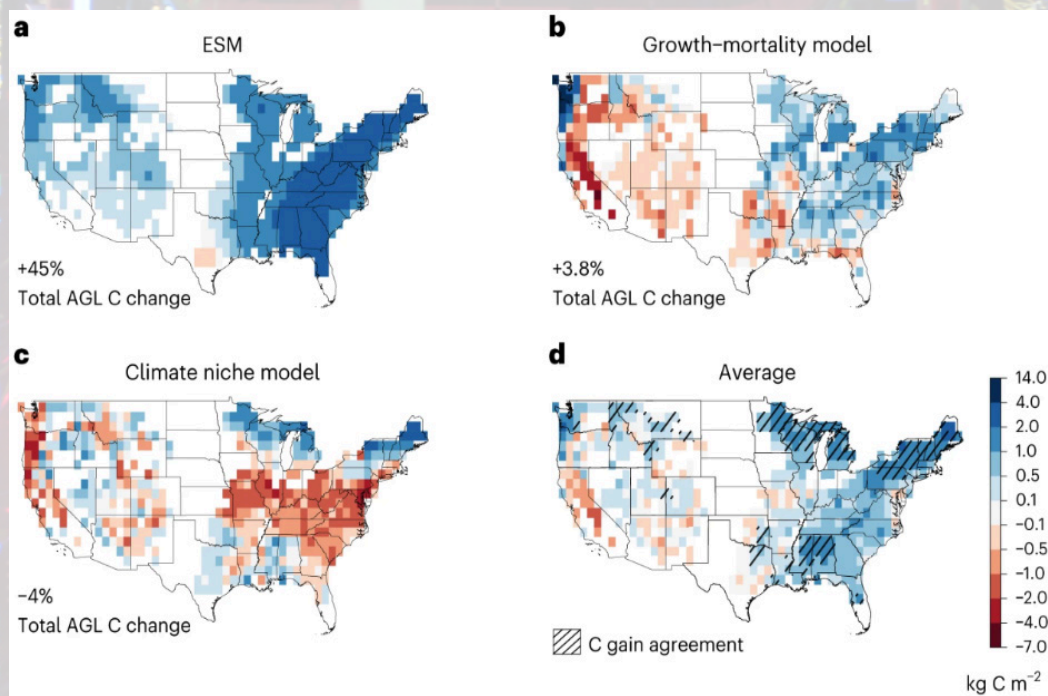 a
ESM
+45%
Total AGL C change
b
Growth–mortality model
+3.8%
Total AGL C change
c
Climate niche model
−4%
Total AGL C change
d
Average
C gain agreement
14.0
4.0
2.0
1.0
0.5
0.1
−0.1
−0.5
−1.0
−2.0
−4.0
−7.0
kg C m⁻²